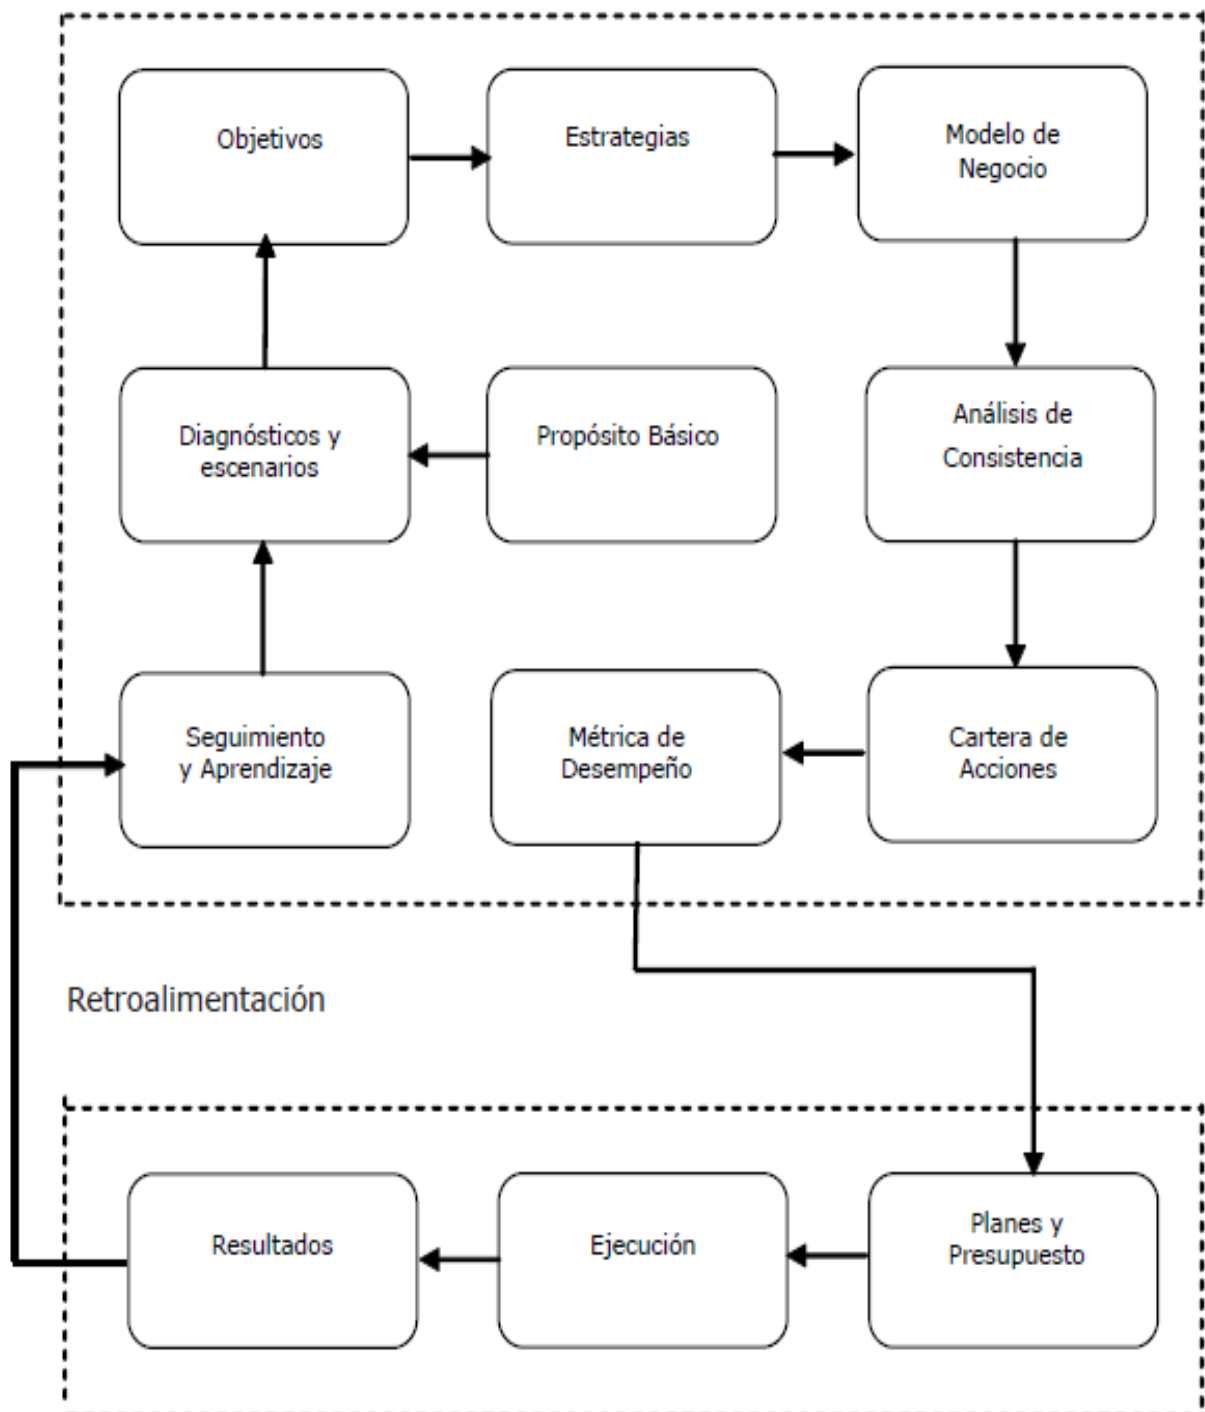 Objetivos
Estrategias
Modelo de
Negocio
Diagnósticos y
escenarios
Propósito Básico
Análisis de
Consistencia
Seguimiento
y Aprendizaje
Métrica de
Desempeño
Cartera de
Acciones
Retroalimentación
Resultados
Ejecución
Planes y
Presupuesto